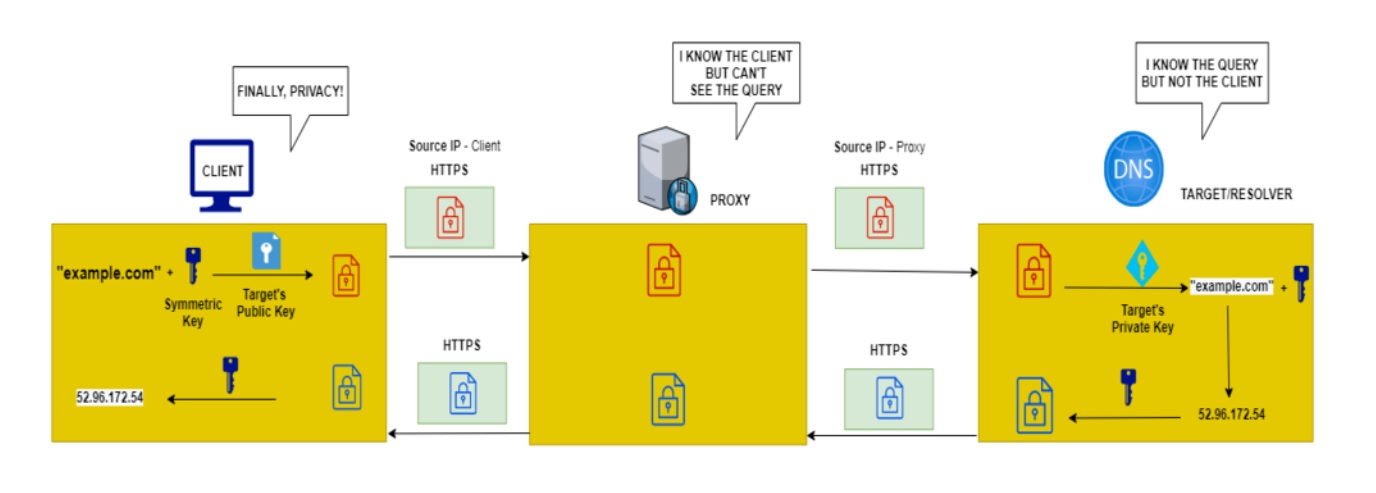 I KNOW THE CLIENT
BUT CAN'T
SEE THE QUERY
I KNOW THE QUERY
BUT NOT THE CLIENT
FINALLY, PRIVACY!
Source IP - Client
HTTPS
Source IP - Proxy
HTTPS
CLIENT
PROXY
DNS
TARGET/RESOLVER
"example.com" +
Symmetric
Key
Target's
Public Key
"example.com" +
Target's
Private Key
HTTPS
HTTPS
52.96.172.54
52.96.172.54